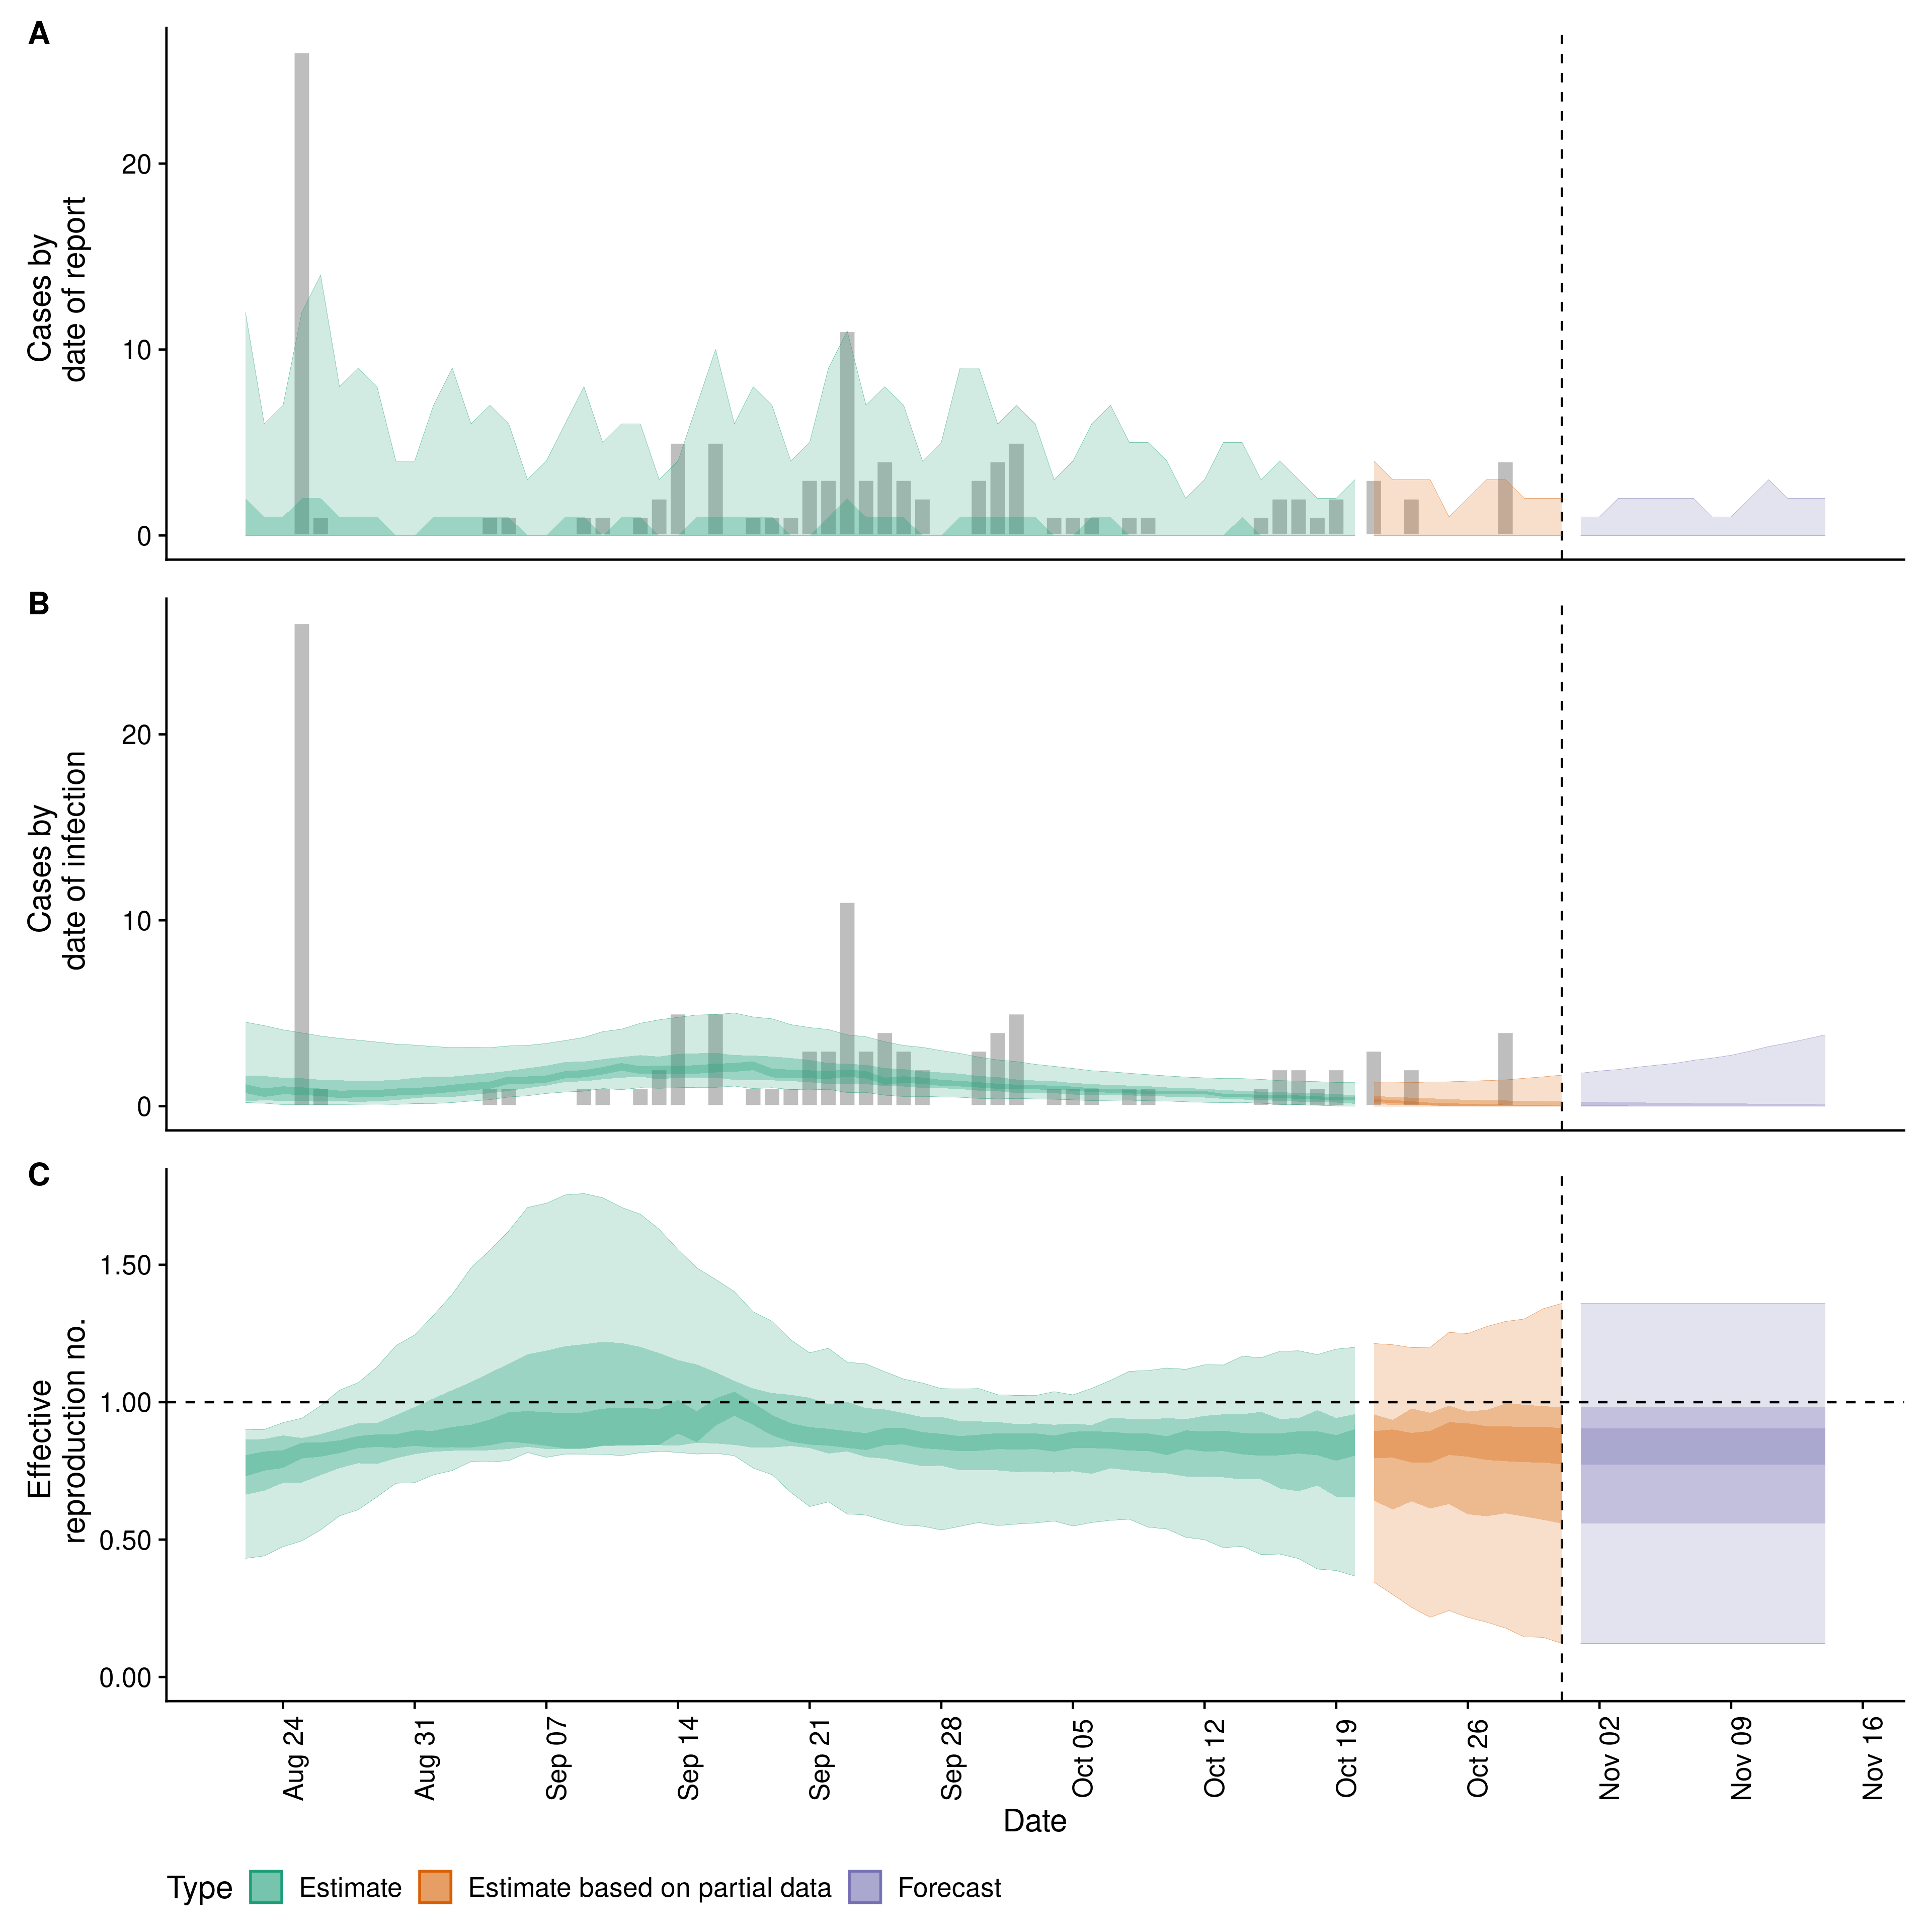 A
Cases by
date of report
20
10
0
B
Cases by
date of infection
20
10
0
C
Effective
reproduction no.
1.50
1.00
0.50
0.00
Aug 24
Aug 31
Sep 07
Sep 14
Sep 21
Sep 28
Oct 05
Oct 12
Oct 19
Oct 26
Nov 02
Nov 09
Nov 16
Date
Type
Estimate
Estimate based on partial data
Forecast